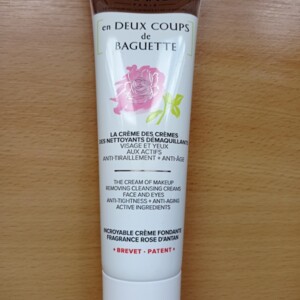 PARIS
en DEUX COUPS
de
BAGUETTE
LA CRÈME DES CRÈMES
DES NETTOYANTS DÉMAQUILLANTS
VISAGE ET YEUX
AUX ACTIFS
ANTI-TIRAILLEMENT + ANTI-ÂGE
THE CREAM OF MAKEUP
REMOVING CLEANSING CREAMS
FACE AND EYES
ANTI-TIGHTNESS + ANTI-AGING
ACTIVE INGREDIENTS
INCROYABLE CRÈME FONDANTE
FRAGRANCE ROSE D'ANTAN
+ BREVET - PATENT +